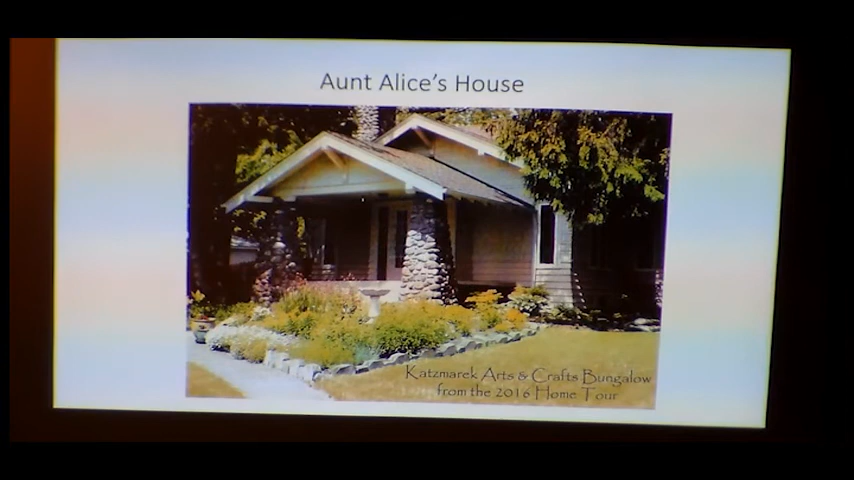 Aunt Alice's House
Katzmarek Arts & Crafts Bungalow
from the 2016 Home Tour